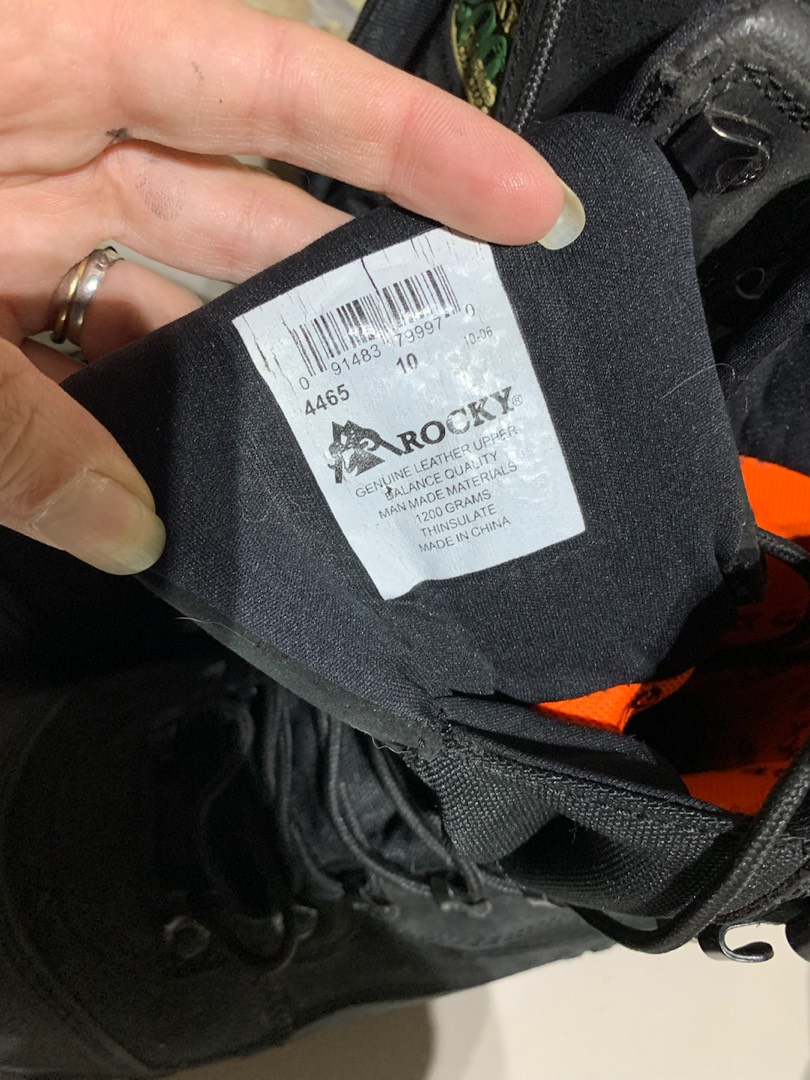 0 91483 79997 0
4465 10 10-06
ROCKY®
GENUINE LEATHER UPPER
BALANCE QUALITY
MAN MADE MATERIALS
1200 GRAMS
THINSULATE
MADE IN CHINA